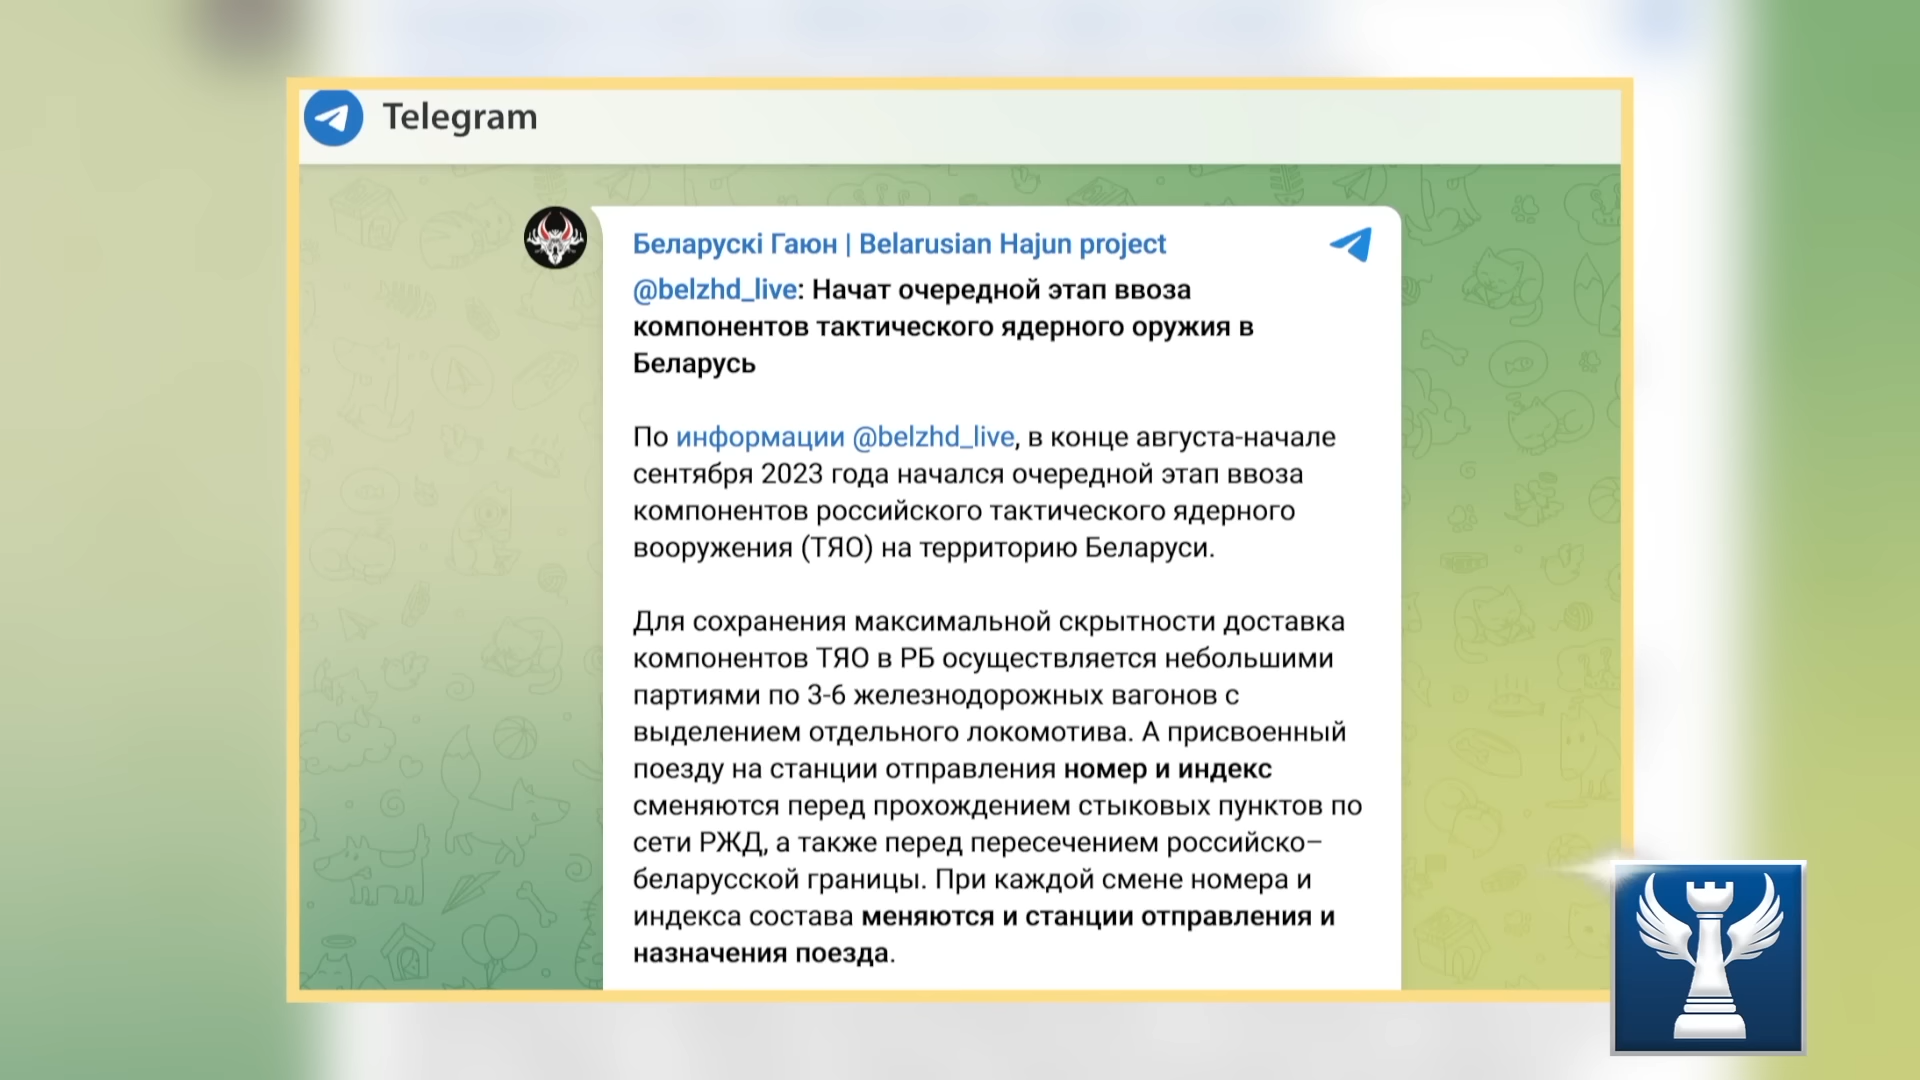 Telegram
Беларускі Гаюн | Belarusian Hajun project
@belzhd_live: Начат очередной этап ввоза
компонентов тактического ядерного оружия в
Беларусь
По информации @belzhd_live, в конце августа-начале
сентября 2023 года начался очередной этап ввоза
компонентов российского тактического ядерного
вооружения (ТЯО) на территорию Беларуси.
Для сохранения максимальной скрытности доставка
компонентов ТЯО в РБ осуществляется небольшими
партиями по 3-6 железнодорожных вагонов с
выделением отдельного локомотива. А присвоенный
поезду на станции отправления номер и индекс
сменяются перед прохождением стыковых пунктов по
сети РЖД, а также перед пересечением российско–
беларусской границы. При каждой смене номера и
индекса состава меняются и станции отправления и
назначения поезда.